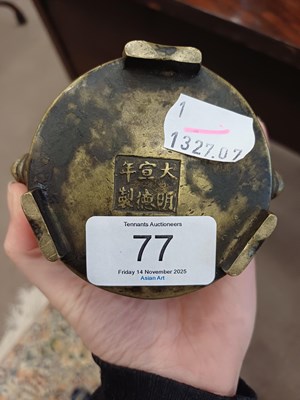 大明
宣德
年製
1
1327.07
Tennants Auctioneers
77
Friday 14 November 2025
Asian Art